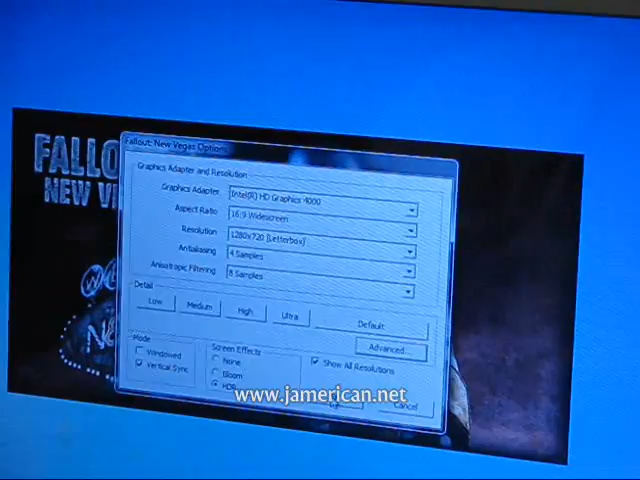 FALLO
NEW V
Fallout: New Vegas Options
Graphics Adapter and Resolution
Graphics Adapter
Intel(R) HD Graphics 4000
Aspect Ratio
16:9 Widescreen
Resolution
1280x720 [Letterbox]
Antialiasing
4 Samples
Anisotropic Filtering
8 Samples
Detail
Low
Medium
High
Ultra
Default
Advanced...
Mode
Windowed
Vertical Sync
Screen Effects
None
Bloom
HDR
Show All Resolutions
www.jamerican.net
Cancel